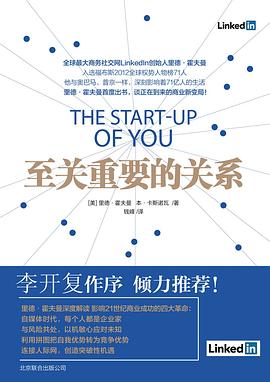 Linked in
全球最大商务社交网LinkedIn创始人里德·霍夫曼
入选福布斯2012全球权势人物榜71人
他与奥巴马、普京一样，深刻影响着71亿人的生活
里德·霍夫曼首度出书，谈正在到来的商业新变局！
THE START-UP
OF YOU
至关重要的关系
[美] 里德·霍夫曼 本·卡斯诺瓦 /著
钱峰 /译
李开复作序 倾力推荐！
里德·霍夫曼深度解读 影响21世纪商业成功的四大革命：
自媒体时代，每个人都是企业家
与风险共处，以机敏心应对未知
利用拼图把自我优势转为竞争优势
连接人际网，创造突破性机遇
Linked in
北京联合出版公司